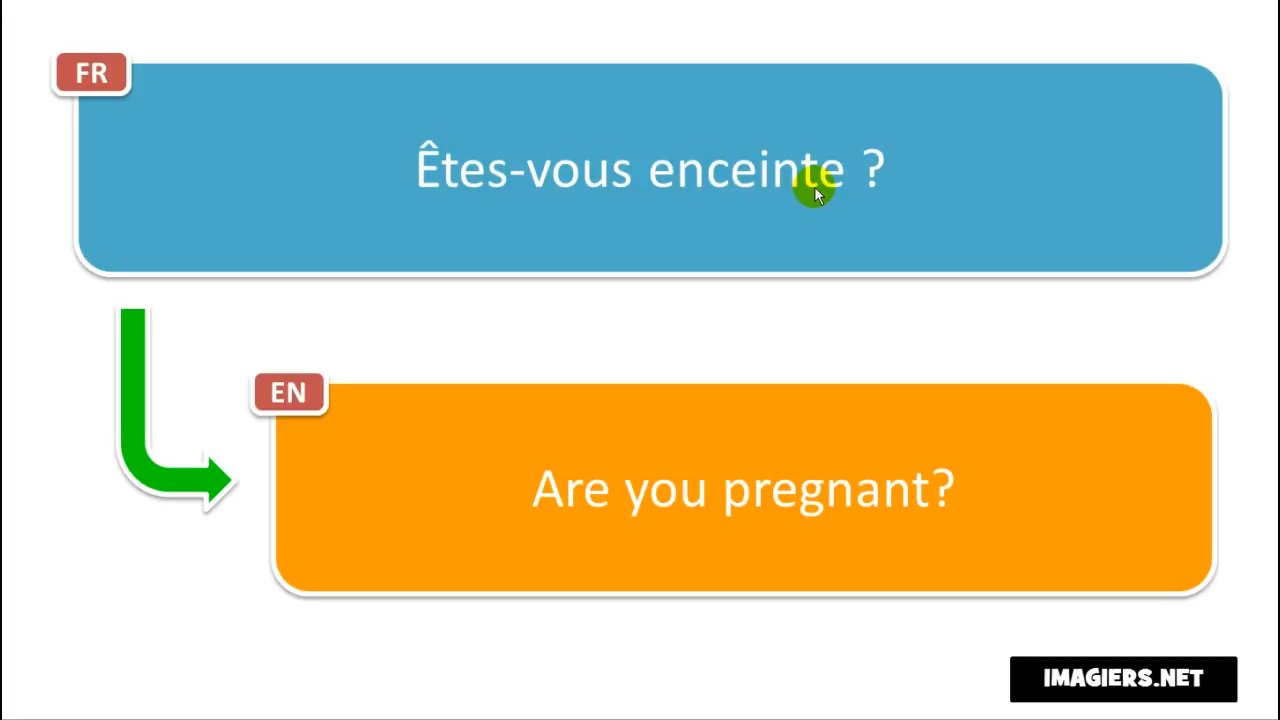 FR
Êtes-vous enceinte ?
EN
Are you pregnant?
IMAGIERS.NET